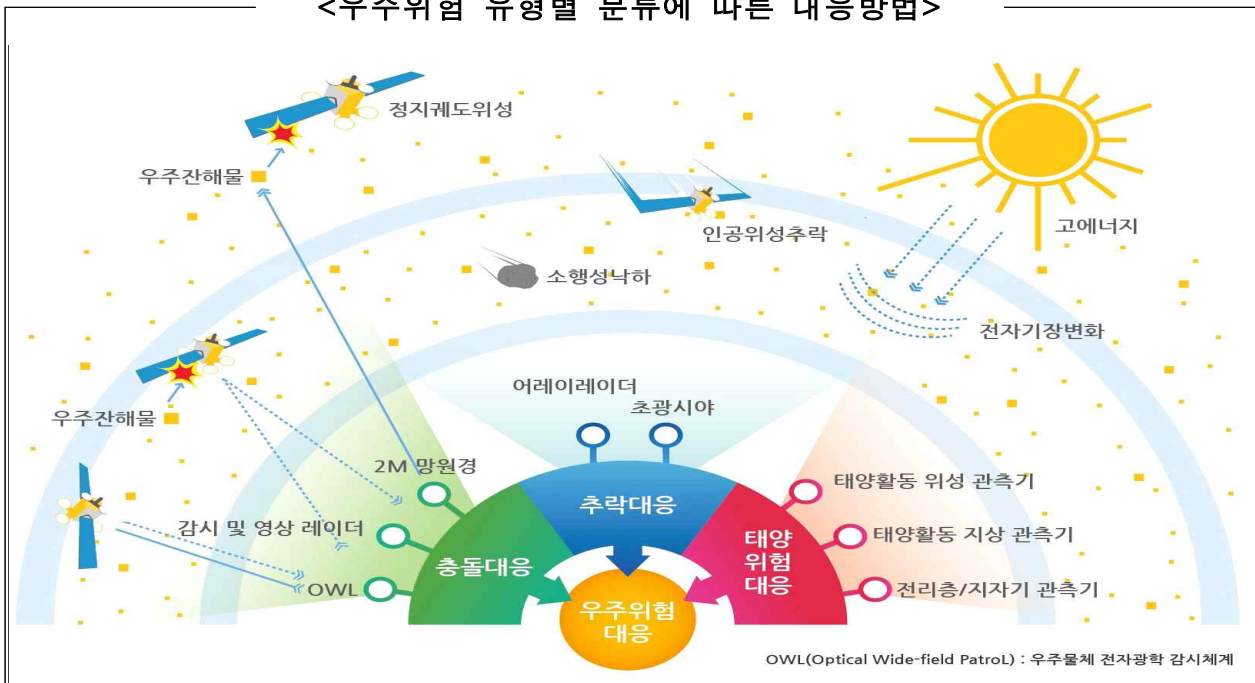 <우주위험 유형별 분류에 따른 대응방법>
정지궤도위성
우주잔해물
인공위성추락
고에너지
소행성낙하
전자기장변화
우주잔해물
어레이레이더
초광시야
2M 망원경
감시 및 영상 레이더
OWL
태양활동 위성 관측기
태양활동 지상 관측기
전리층/지자기 관측기
추락대응
충돌대응
태양
위험
대응
우주위험
대응
OWL(Optical Wide-field PatroL) : 우주물체 전자광학 감시체계